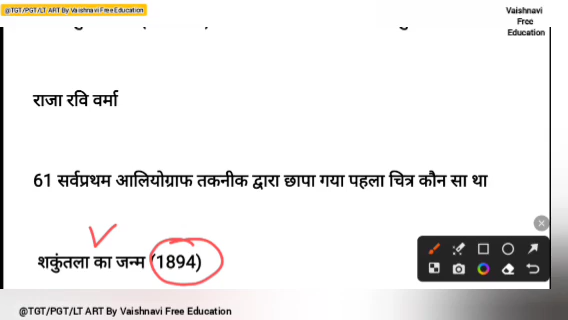 @TGT/PGT/LT ART By Vaishnavi Free Education
Vaishnavi
Free
Education
राजा रवि वर्मा
61 सर्वप्रथम आलियोग्राफ तकनीक द्वारा छापा गया पहला चित्र कौन सा था
शकुंतला का जन्म (1894)
@TGT/PGT/LT ART By Vaishnavi Free Education